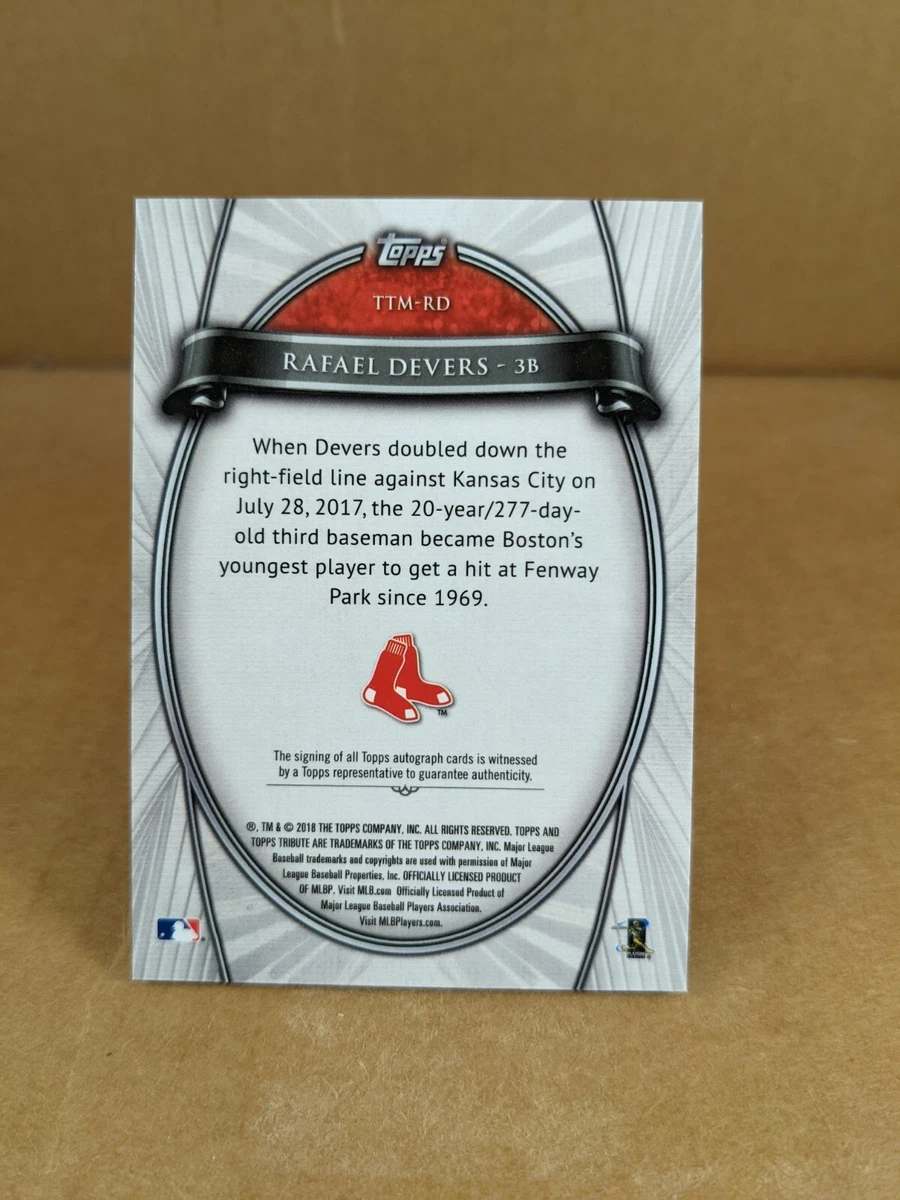 topps
TTM-RD
RAFAEL DEVERS - 3B
When Devers doubled down the
right-field line against Kansas City on
July 28, 2017, the 20-year/277-day-
old third baseman became Boston's
youngest player to get a hit at Fenway
Park since 1969.
TM
The signing of all Topps autograph cards is witnessed
by a Topps representative to guarantee authenticity.
®, TM & © 2018 THE TOPPS COMPANY, INC. ALL RIGHTS RESERVED. TOPPS AND
TOPPS TRIBUTE ARE TRADEMARKS OF THE TOPPS COMPANY, INC. Major League
Baseball trademarks and copyrights are used with permission of Major
League Baseball Properties, Inc. OFFICIALLY LICENSED PRODUCT
OF MLBP. Visit MLB.com Officially Licensed Product of
Major League Baseball Players Association.
Visit MLBPlayers.com.